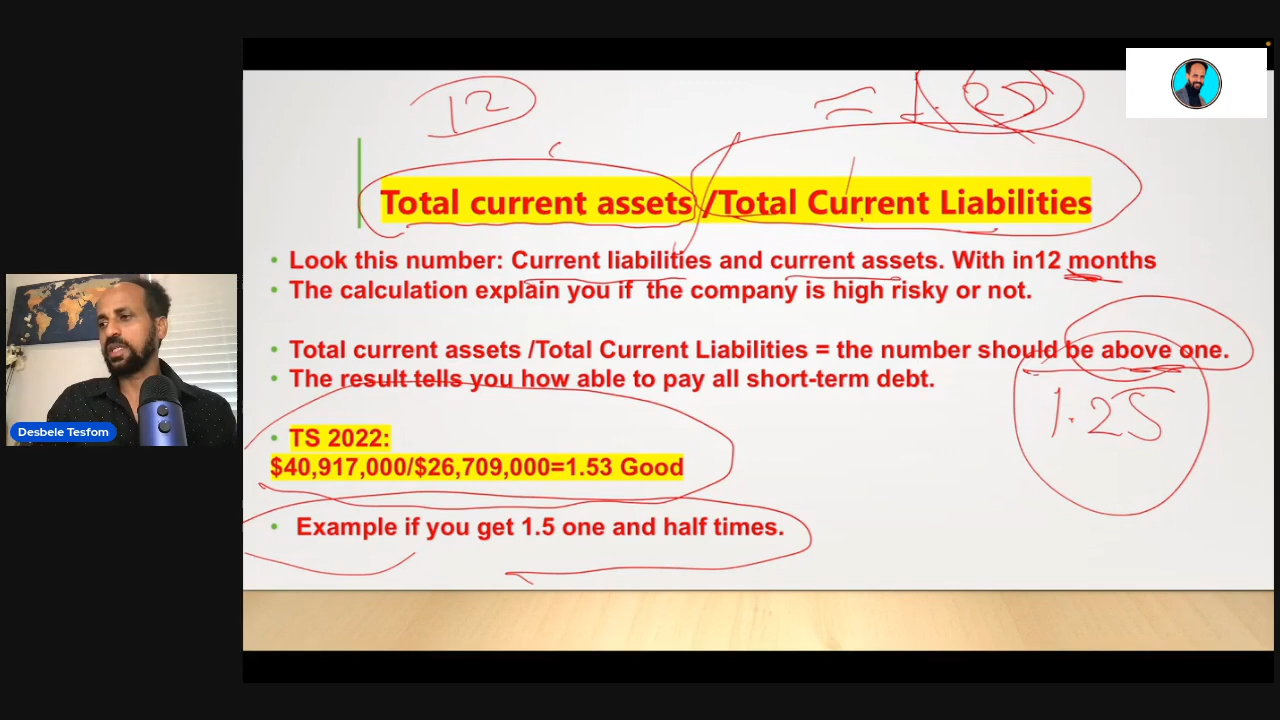 12
= 1.25
Total current assets /Total Current Liabilities
• Look this number: Current liabilities and current assets. With in12 months
• The calculation explain you if the company is high risky or not.
• Total current assets /Total Current Liabilities = the number should be above one.
• The result tells you how able to pay all short-term debt.
1.25
• TS 2022:
$40,917,000/$26,709,000=1.53 Good
• Example if you get 1.5 one and half times.
Desbele Tesfom